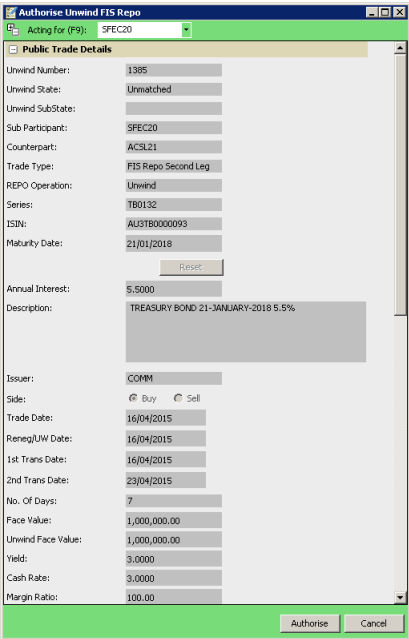 Authorise Unwind FIS Repo
Acting for (F9): SFEC20
Public Trade Details
Unwind Number: 1385
Unwind State: Unmatched
Unwind SubState:
Sub Participant: SFEC20
Counterpart: ACSL21
Trade Type: FIS Repo Second Leg
REPO Operation: Unwind
Series: TB0132
ISIN: AU3TB0000093
Maturity Date: 21/01/2018
Reset
Annual Interest: 5.5000
Description: TREASURY BOND 21-JANUARY-2018 5.5%
Issuer: COMM
Side: Buy Sell
Trade Date: 16/04/2015
Reneg/UW Date: 16/04/2015
1st Trans Date: 16/04/2015
2nd Trans Date: 23/04/2015
No. Of Days: 7
Face Value: 1,000,000.00
Unwind Face Value: 1,000,000.00
Yield: 3.0000
Cash Rate: 3.0000
Margin Ratio: 100.00
Authorise Cancel